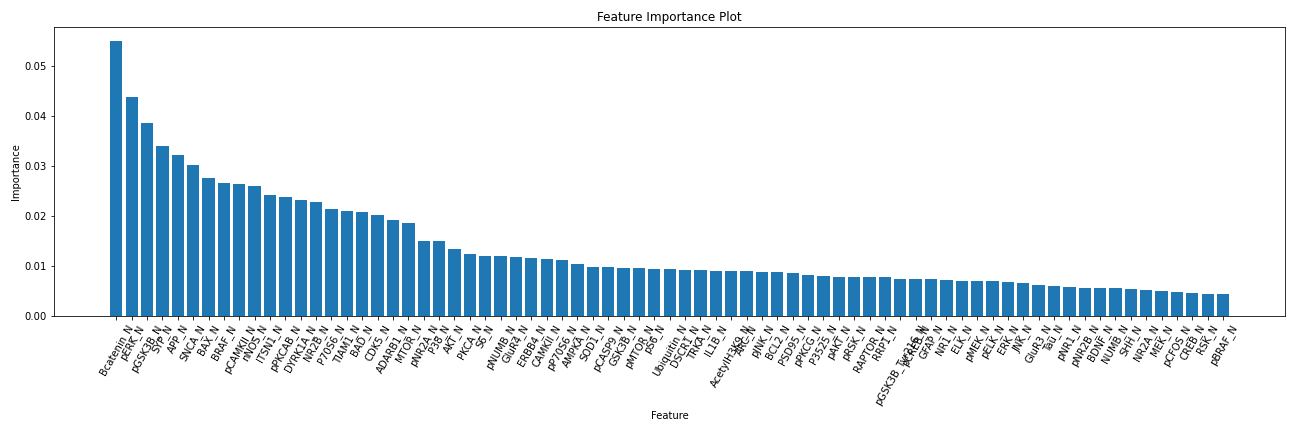 Feature Importance Plot
Importance
0.05
0.04
0.03
0.02
0.01
0.00
Bcatenin_N
pERK_N
pGSK3B_N
SYP_N
APP_N
SNCA_N
BAX_N
BRAF_N
pCAMKII_N
nNOS_N
ITSN1_N
pPKCAB_N
DYRK1A_N
NR2B_N
P70S6_N
TIAM1_N
BAD_N
CDK5_N
ADARB1_N
MTOR_N
pNR2A_N
P38_N
AKT_N
PKCA_N
S6_N
pNUMB_N
GluR4_N
ERBB4_N
CAMKII_N
pP70S6_N
AMPKA_N
SOD1_N
pCASP9_N
GSK3B_N
pMTOR_N
pS6_N
Ubiquitin_N
DSCR1_N
TRKA_N
IL1B_N
AcetylH3K9_N
ARC_N
pJNK_N
BCL2_N
PSD95_N
pPKCG_N
P3525_N
pAKT_N
pRSK_N
RAPTOR_N
RRP1_N
pGSK3B_Tyr216_N
pCREB_N
GFAP_N
NR1_N
ELK_N
pMEK_N
pELK_N
ERK_N
JNK_N
GluR3_N
Tau_N
pNR1_N
pNR2B_N
BDNF_N
NUMB_N
SHH_N
NR2A_N
MEK_N
pCFOS_N
CREB_N
RSK_N
pBRAF_N
Feature